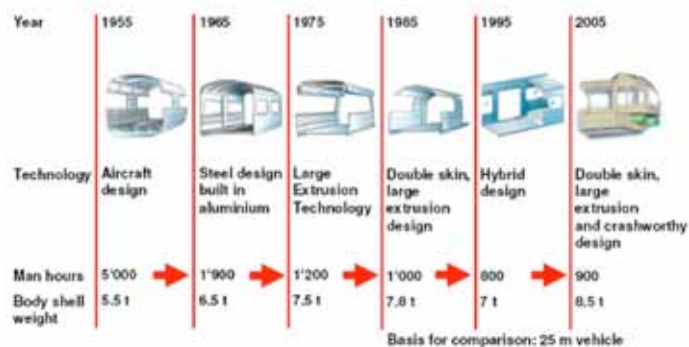 Year 1955 1965 1975 1985 1995 2005
Technology Aircraft Steel design Large Double skin, Hybrid Double skin,
design built in Extrusion large design large
aluminium Technology extrusion extrusion
design and crashworthy
design
Man hours 5'000 1'900 1'200 1'000 800 900
Body shell 5.5 t 6.5 t 7.5 t 7.8 t 7 t 8.5 t
weight
Basis for comparison: 25 m vehicle